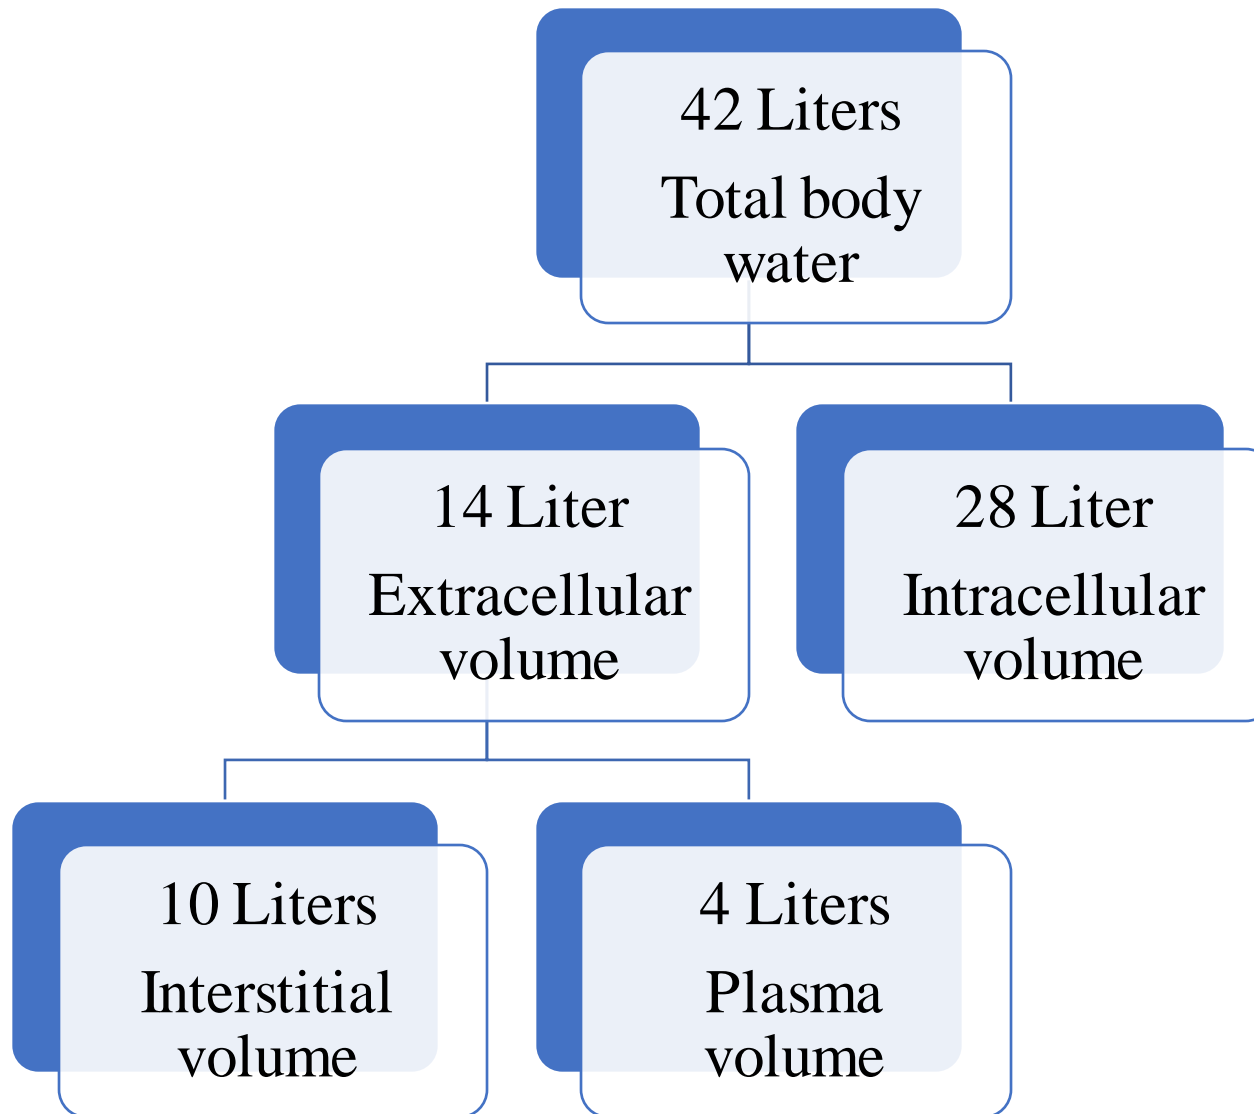 42 Liters
Total body
water
14 Liter
Extracellular
volume
28 Liter
Intracellular
volume
10 Liters
Interstitial
volume
4 Liters
Plasma
volume